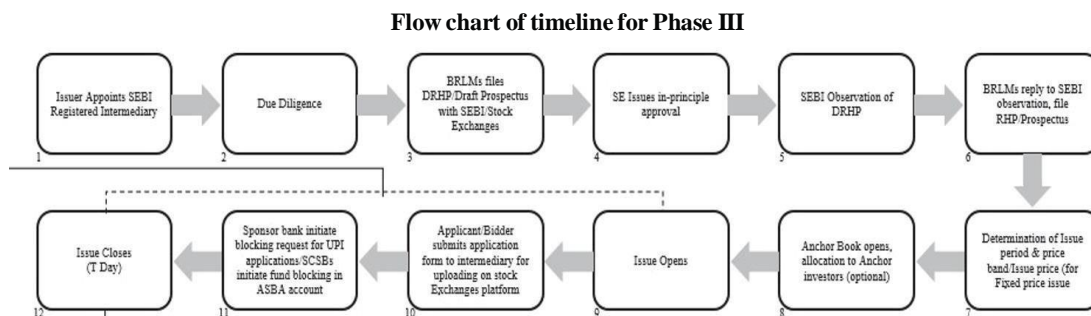 Flow chart of timeline for Phase III
Issuer Appoints SEBI
Registered Intermediary
1
Due Diligence
2
BRLMs files
DRHP/Draft Prospectus
with SEBI/Stock
Exchanges
3
SE Issues in-principle
approval
4
SEBI Observation of
DRHP
5
BRLMs reply to SEBI
observation, file
RHP/Prospectus
6
Determination of Issue
period & price
band/Issue price (for
Fixed price issue
7
Anchor Book opens,
allocation to Anchor
investors (optional)
8
Issue Opens
9
Applicant/Bidder
submits application
form to intermediary for
uploading on stock
Exchanges platform
10
Sponsor bank initiate
blocking request for UPI
applications/SCSBs
initiate fund blocking in
ASBA account
11
Issue Closes
(T Day)
12